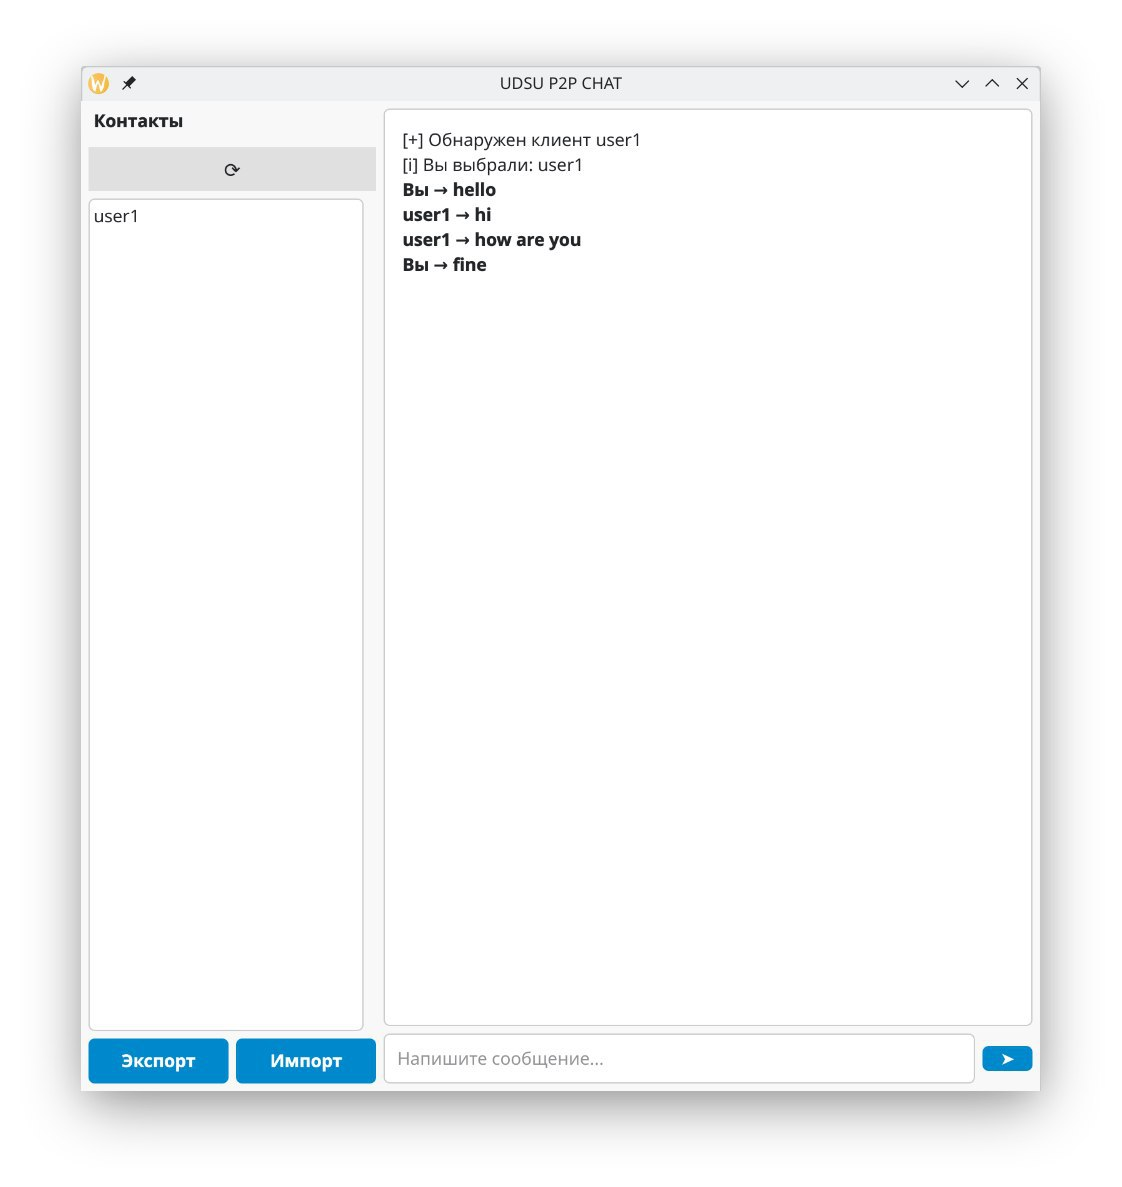 UDSU P2P CHAT
Контакты
⟳
user1
Экспорт
Импорт
[+] Обнаружен клиент user1
[i] Вы выбрали: user1
Вы → hello
user1 → hi
user1 → how are you
Вы → fine
Напишите сообщение...
➤